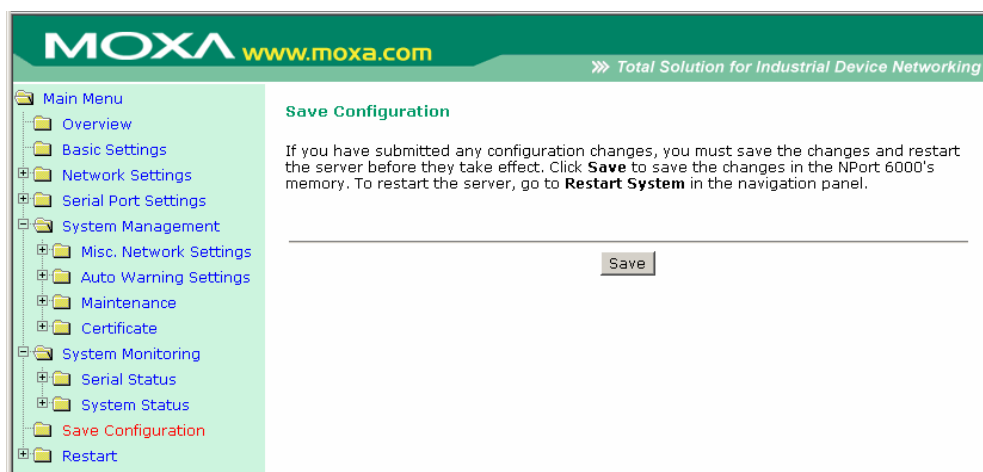 MOXA www.moxa.com
Total Solution for Industrial Device Networking
Main Menu
Overview
Basic Settings
Network Settings
Serial Port Settings
System Management
Misc. Network Settings
Auto Warning Settings
Maintenance
Certificate
System Monitoring
Serial Status
System Status
Save Configuration
Restart
Save Configuration
If you have submitted any configuration changes, you must save the changes and restart
the server before they take effect. Click Save to save the changes in the NPort 6000's
memory. To restart the server, go to Restart System in the navigation panel.
Save